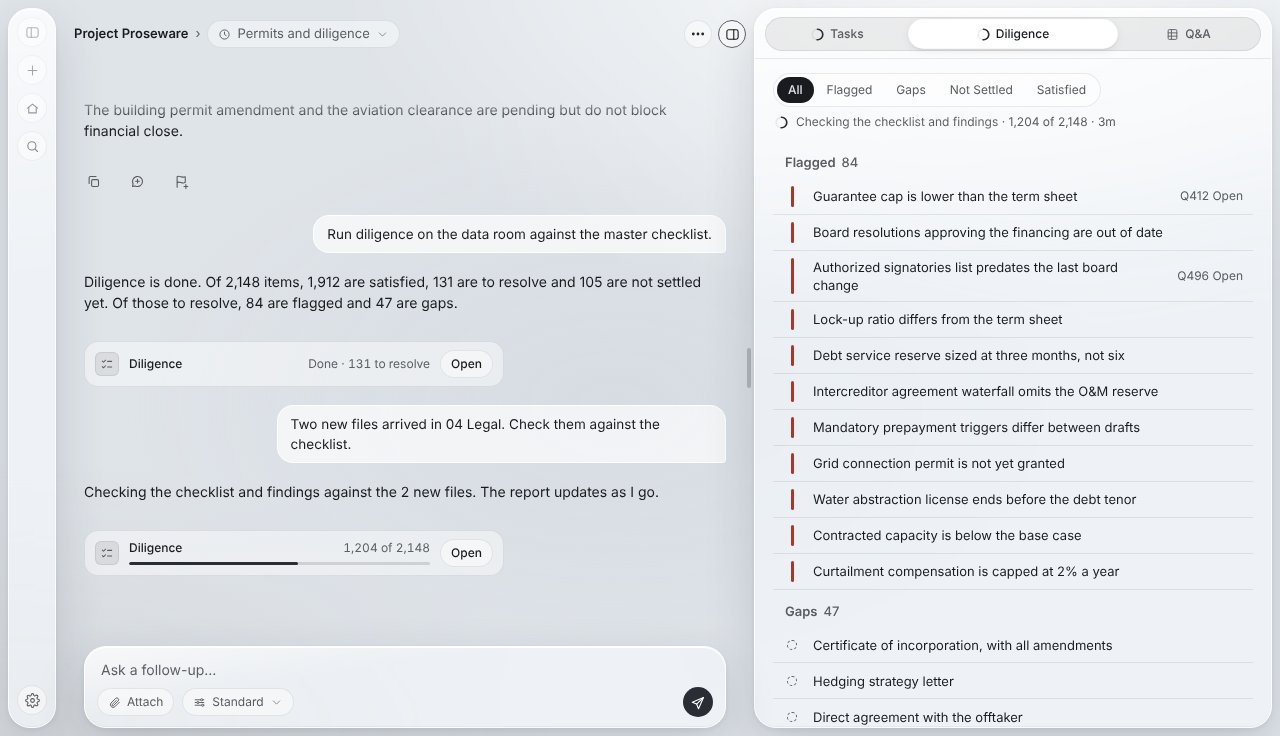 Project Proseware › Permits and diligence
The building permit amendment and the aviation clearance are pending but do not block
financial close.
Run diligence on the data room against the master checklist.
Diligence is done. Of 2,148 items, 1,912 are satisfied, 131 are to resolve and 105 are not settled
yet. Of those to resolve, 84 are flagged and 47 are gaps.
Diligence Done · 131 to resolve Open
Two new files arrived in 04 Legal. Check them against the
checklist.
Checking the checklist and findings against the 2 new files. The report updates as I go.
Diligence 1,204 of 2,148 Open
Ask a follow-up...
Attach Standard
Tasks Diligence Q&A
All Flagged Gaps Not Settled Satisfied
Checking the checklist and findings · 1,204 of 2,148 · 3m
Flagged 84
Guarantee cap is lower than the term sheet Q412 Open
Board resolutions approving the financing are out of date
Authorized signatories list predates the last board
change Q496 Open
Lock-up ratio differs from the term sheet
Debt service reserve sized at three months, not six
Intercreditor agreement waterfall omits the O&M reserve
Mandatory prepayment triggers differ between drafts
Grid connection permit is not yet granted
Water abstraction license ends before the debt tenor
Contracted capacity is below the base case
Curtailment compensation is capped at 2% a year
Gaps 47
Certificate of incorporation, with all amendments
Hedging strategy letter
Direct agreement with the offtaker